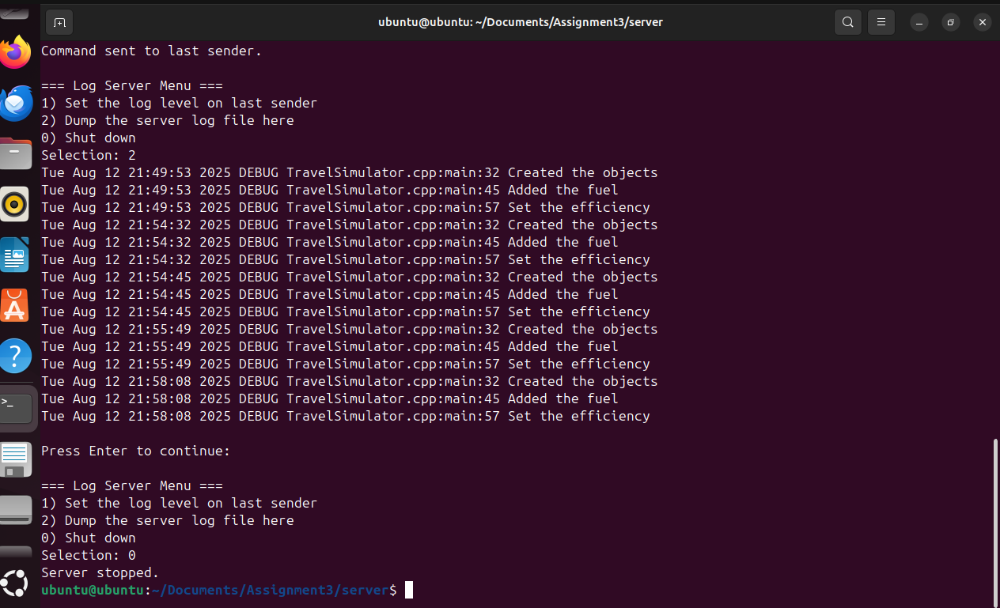 ubuntu@ubuntu: ~/Documents/Assignment3/server
Command sent to last sender.
=== Log Server Menu ===
1) Set the log level on last sender
2) Dump the server log file here
0) Shut down
Selection: 2
Tue Aug 12 21:49:53 2025 DEBUG TravelSimulator.cpp:main:32 Created the objects
Tue Aug 12 21:49:53 2025 DEBUG TravelSimulator.cpp:main:45 Added the fuel
Tue Aug 12 21:49:53 2025 DEBUG TravelSimulator.cpp:main:57 Set the efficiency
Tue Aug 12 21:54:32 2025 DEBUG TravelSimulator.cpp:main:32 Created the objects
Tue Aug 12 21:54:32 2025 DEBUG TravelSimulator.cpp:main:45 Added the fuel
Tue Aug 12 21:54:32 2025 DEBUG TravelSimulator.cpp:main:57 Set the efficiency
Tue Aug 12 21:54:45 2025 DEBUG TravelSimulator.cpp:main:32 Created the objects
Tue Aug 12 21:54:45 2025 DEBUG TravelSimulator.cpp:main:45 Added the fuel
Tue Aug 12 21:54:45 2025 DEBUG TravelSimulator.cpp:main:57 Set the efficiency
Tue Aug 12 21:55:49 2025 DEBUG TravelSimulator.cpp:main:32 Created the objects
Tue Aug 12 21:55:49 2025 DEBUG TravelSimulator.cpp:main:45 Added the fuel
Tue Aug 12 21:55:49 2025 DEBUG TravelSimulator.cpp:main:57 Set the efficiency
Tue Aug 12 21:58:08 2025 DEBUG TravelSimulator.cpp:main:32 Created the objects
Tue Aug 12 21:58:08 2025 DEBUG TravelSimulator.cpp:main:45 Added the fuel
Tue Aug 12 21:58:08 2025 DEBUG TravelSimulator.cpp:main:57 Set the efficiency
Press Enter to continue:
=== Log Server Menu ===
1) Set the log level on last sender
2) Dump the server log file here
0) Shut down
Selection: 0
Server stopped.
ubuntu@ubuntu:~/Documents/Assignment3/server$